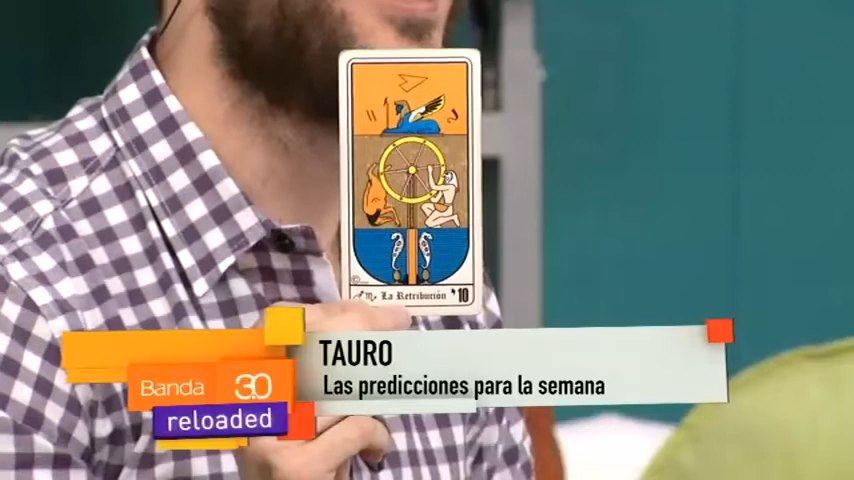 La Retribución 10
TAURO
Las predicciones para la semana
Banda 3.0
reloaded